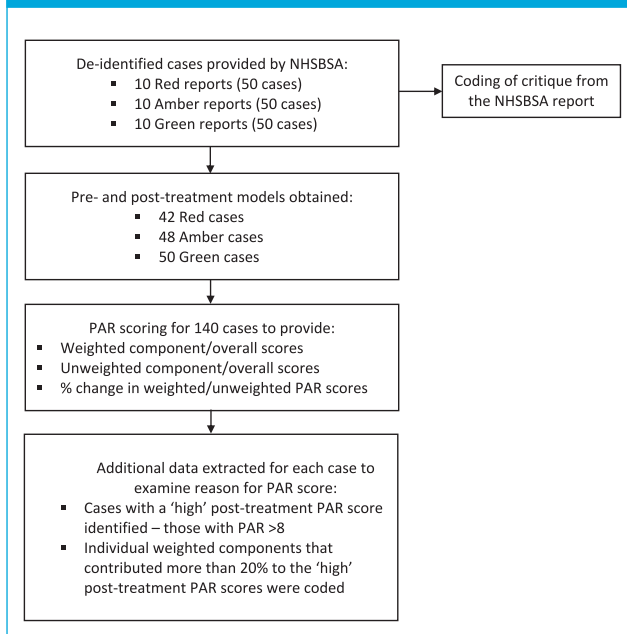 De-identified cases provided by NHSBSA:
▪ 10 Red reports (50 cases)
▪ 10 Amber reports (50 cases)
▪ 10 Green reports (50 cases)
Coding of critique from
the NHSBSA report
Pre- and post-treatment models obtained:
▪ 42 Red cases
▪ 48 Amber cases
▪ 50 Green cases
PAR scoring for 140 cases to provide:
▪ Weighted component/overall scores
▪ Unweighted component/overall scores
▪ % change in weighted/unweighted PAR scores
Additional data extracted for each case to
examine reason for PAR score:
▪ Cases with a ‘high’ post-treatment PAR score
identified – those with PAR >8
▪ Individual weighted components that
contributed more than 20% to the ‘high’
post-treatment PAR scores were coded